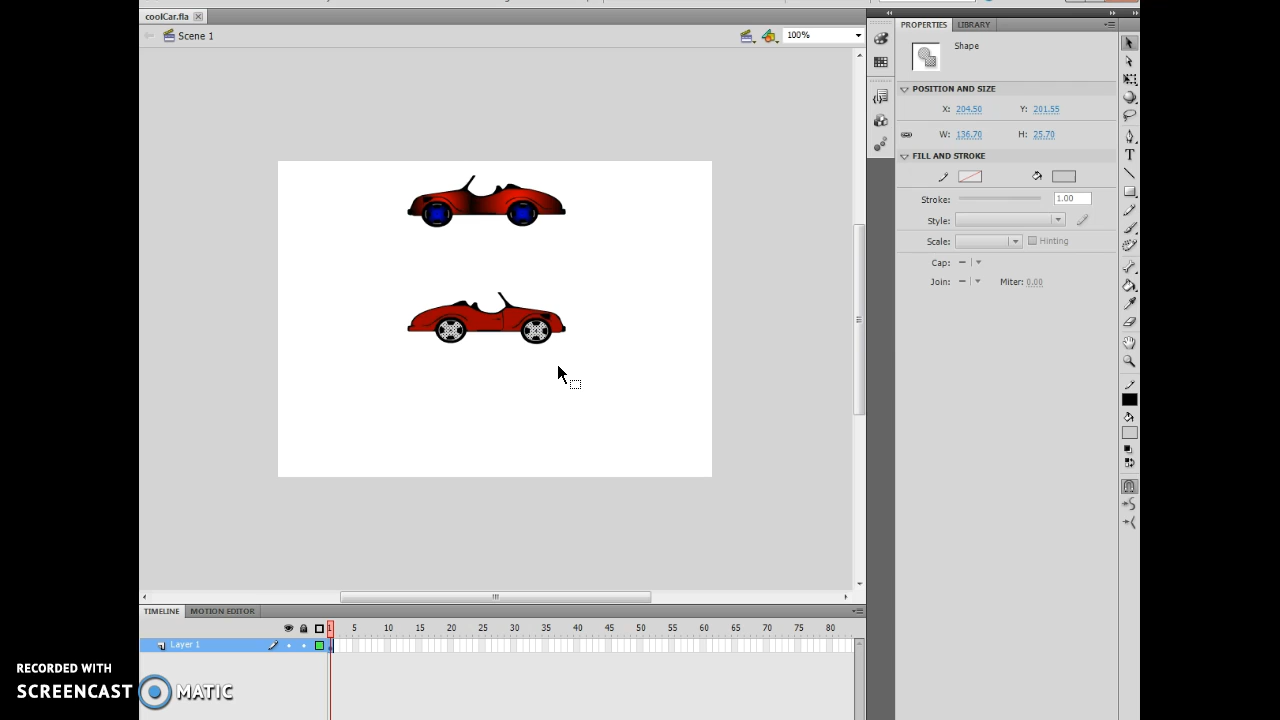 coolCar.fla
Scene 1
100%
PROPERTIES
LIBRARY
Shape
POSITION AND SIZE
X: 204.50 Y: 201.55
W: 136.70 H: 25.70
FILL AND STROKE
Stroke: 1.00
Style:
Scale: Hinting
Cap:
Join: Miter: 0.00
TIMELINE
MOTION EDITOR
1 5 10 15 20 25 30 35 40 45 50 55 60 65 70 75 80
Layer 1
RECORDED WITH
SCREENCAST MATIC